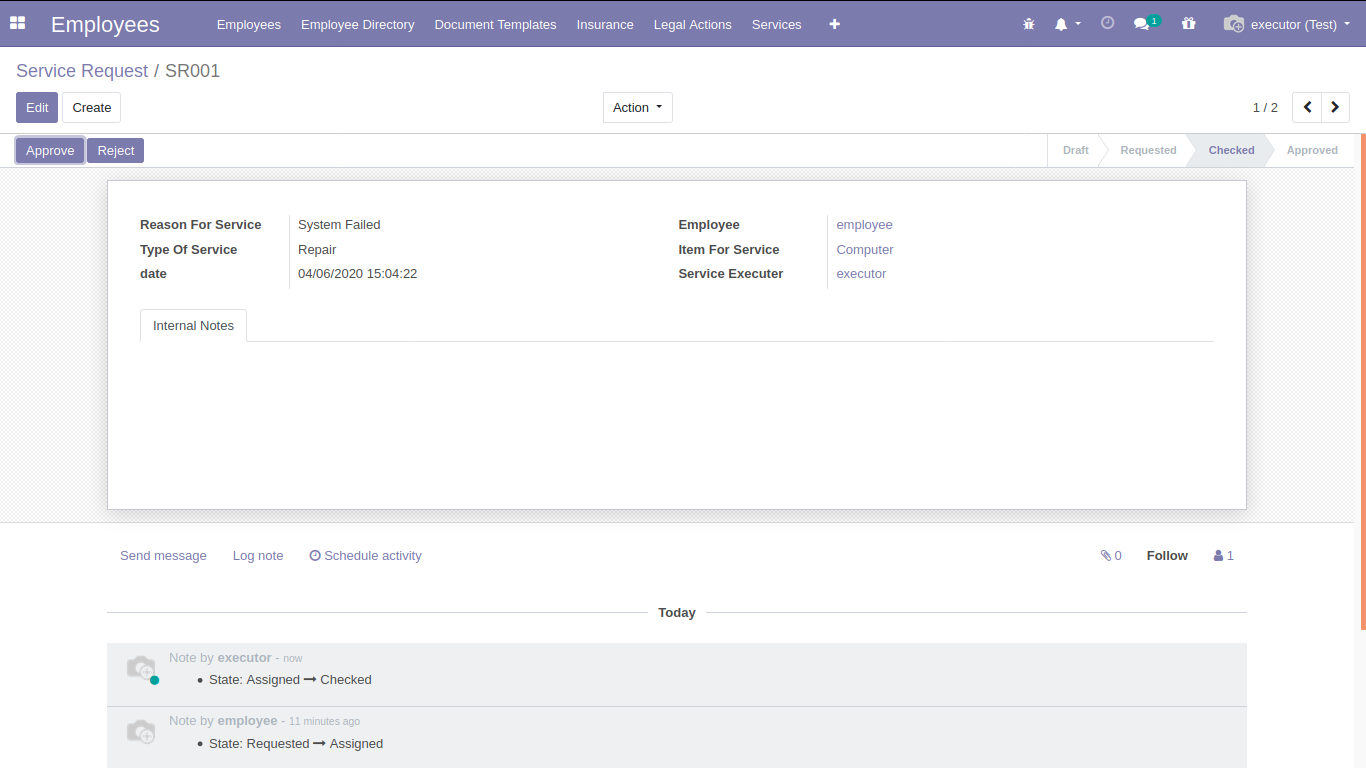 Employees Employees Employee Directory Document Templates Insurance Legal Actions Services 1 executor (Test)
Service Request / SR001
Edit Create Action 1 / 2
Approve Reject Draft Requested Checked Approved
Reason For Service System Failed Employee employee
Type Of Service Repair Item For Service Computer
date 04/06/2020 15:04:22 Service Executer executor
Internal Notes
Send message Log note Schedule activity 0 Follow 1
Today
Note by executor - now
• State: Assigned → Checked
Note by employee - 11 minutes ago
• State: Requested → Assigned